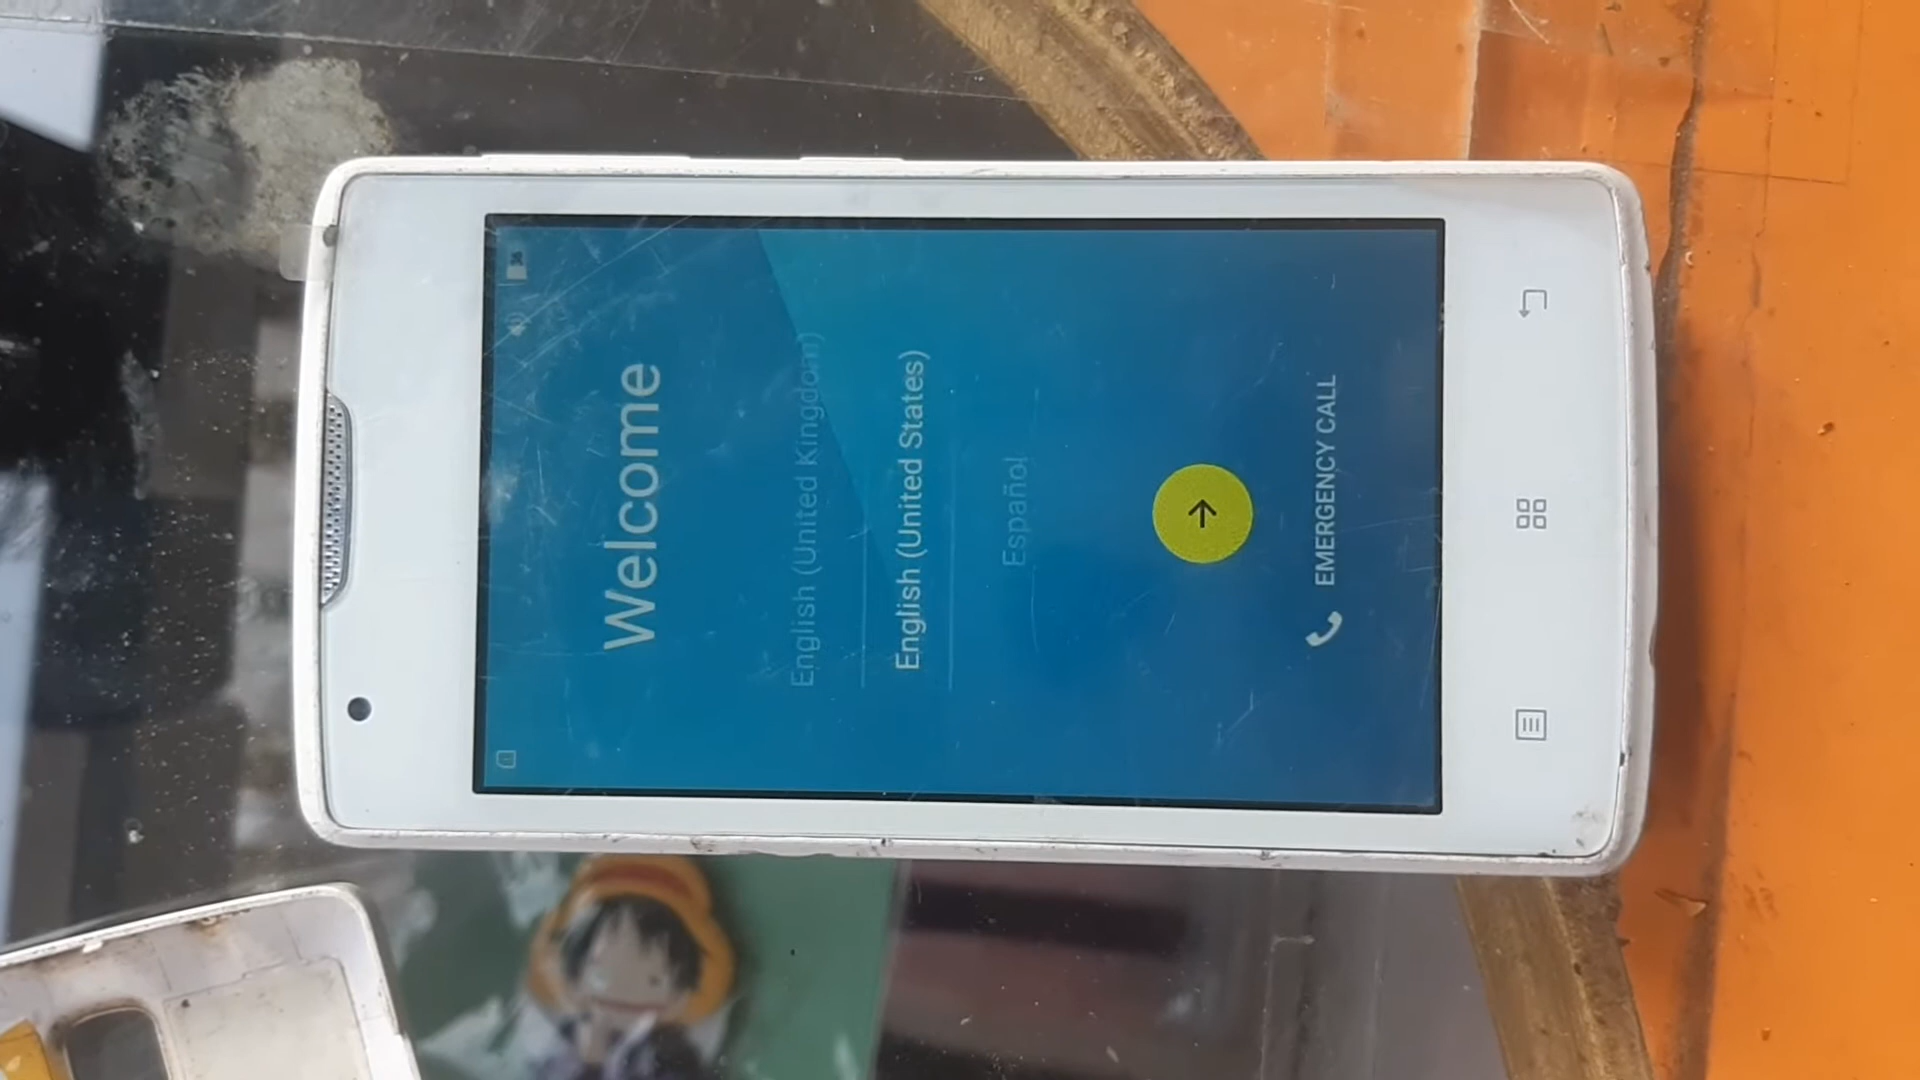 Welcome
English (United Kingdom)
English (United States)
Español
EMERGENCY CALL